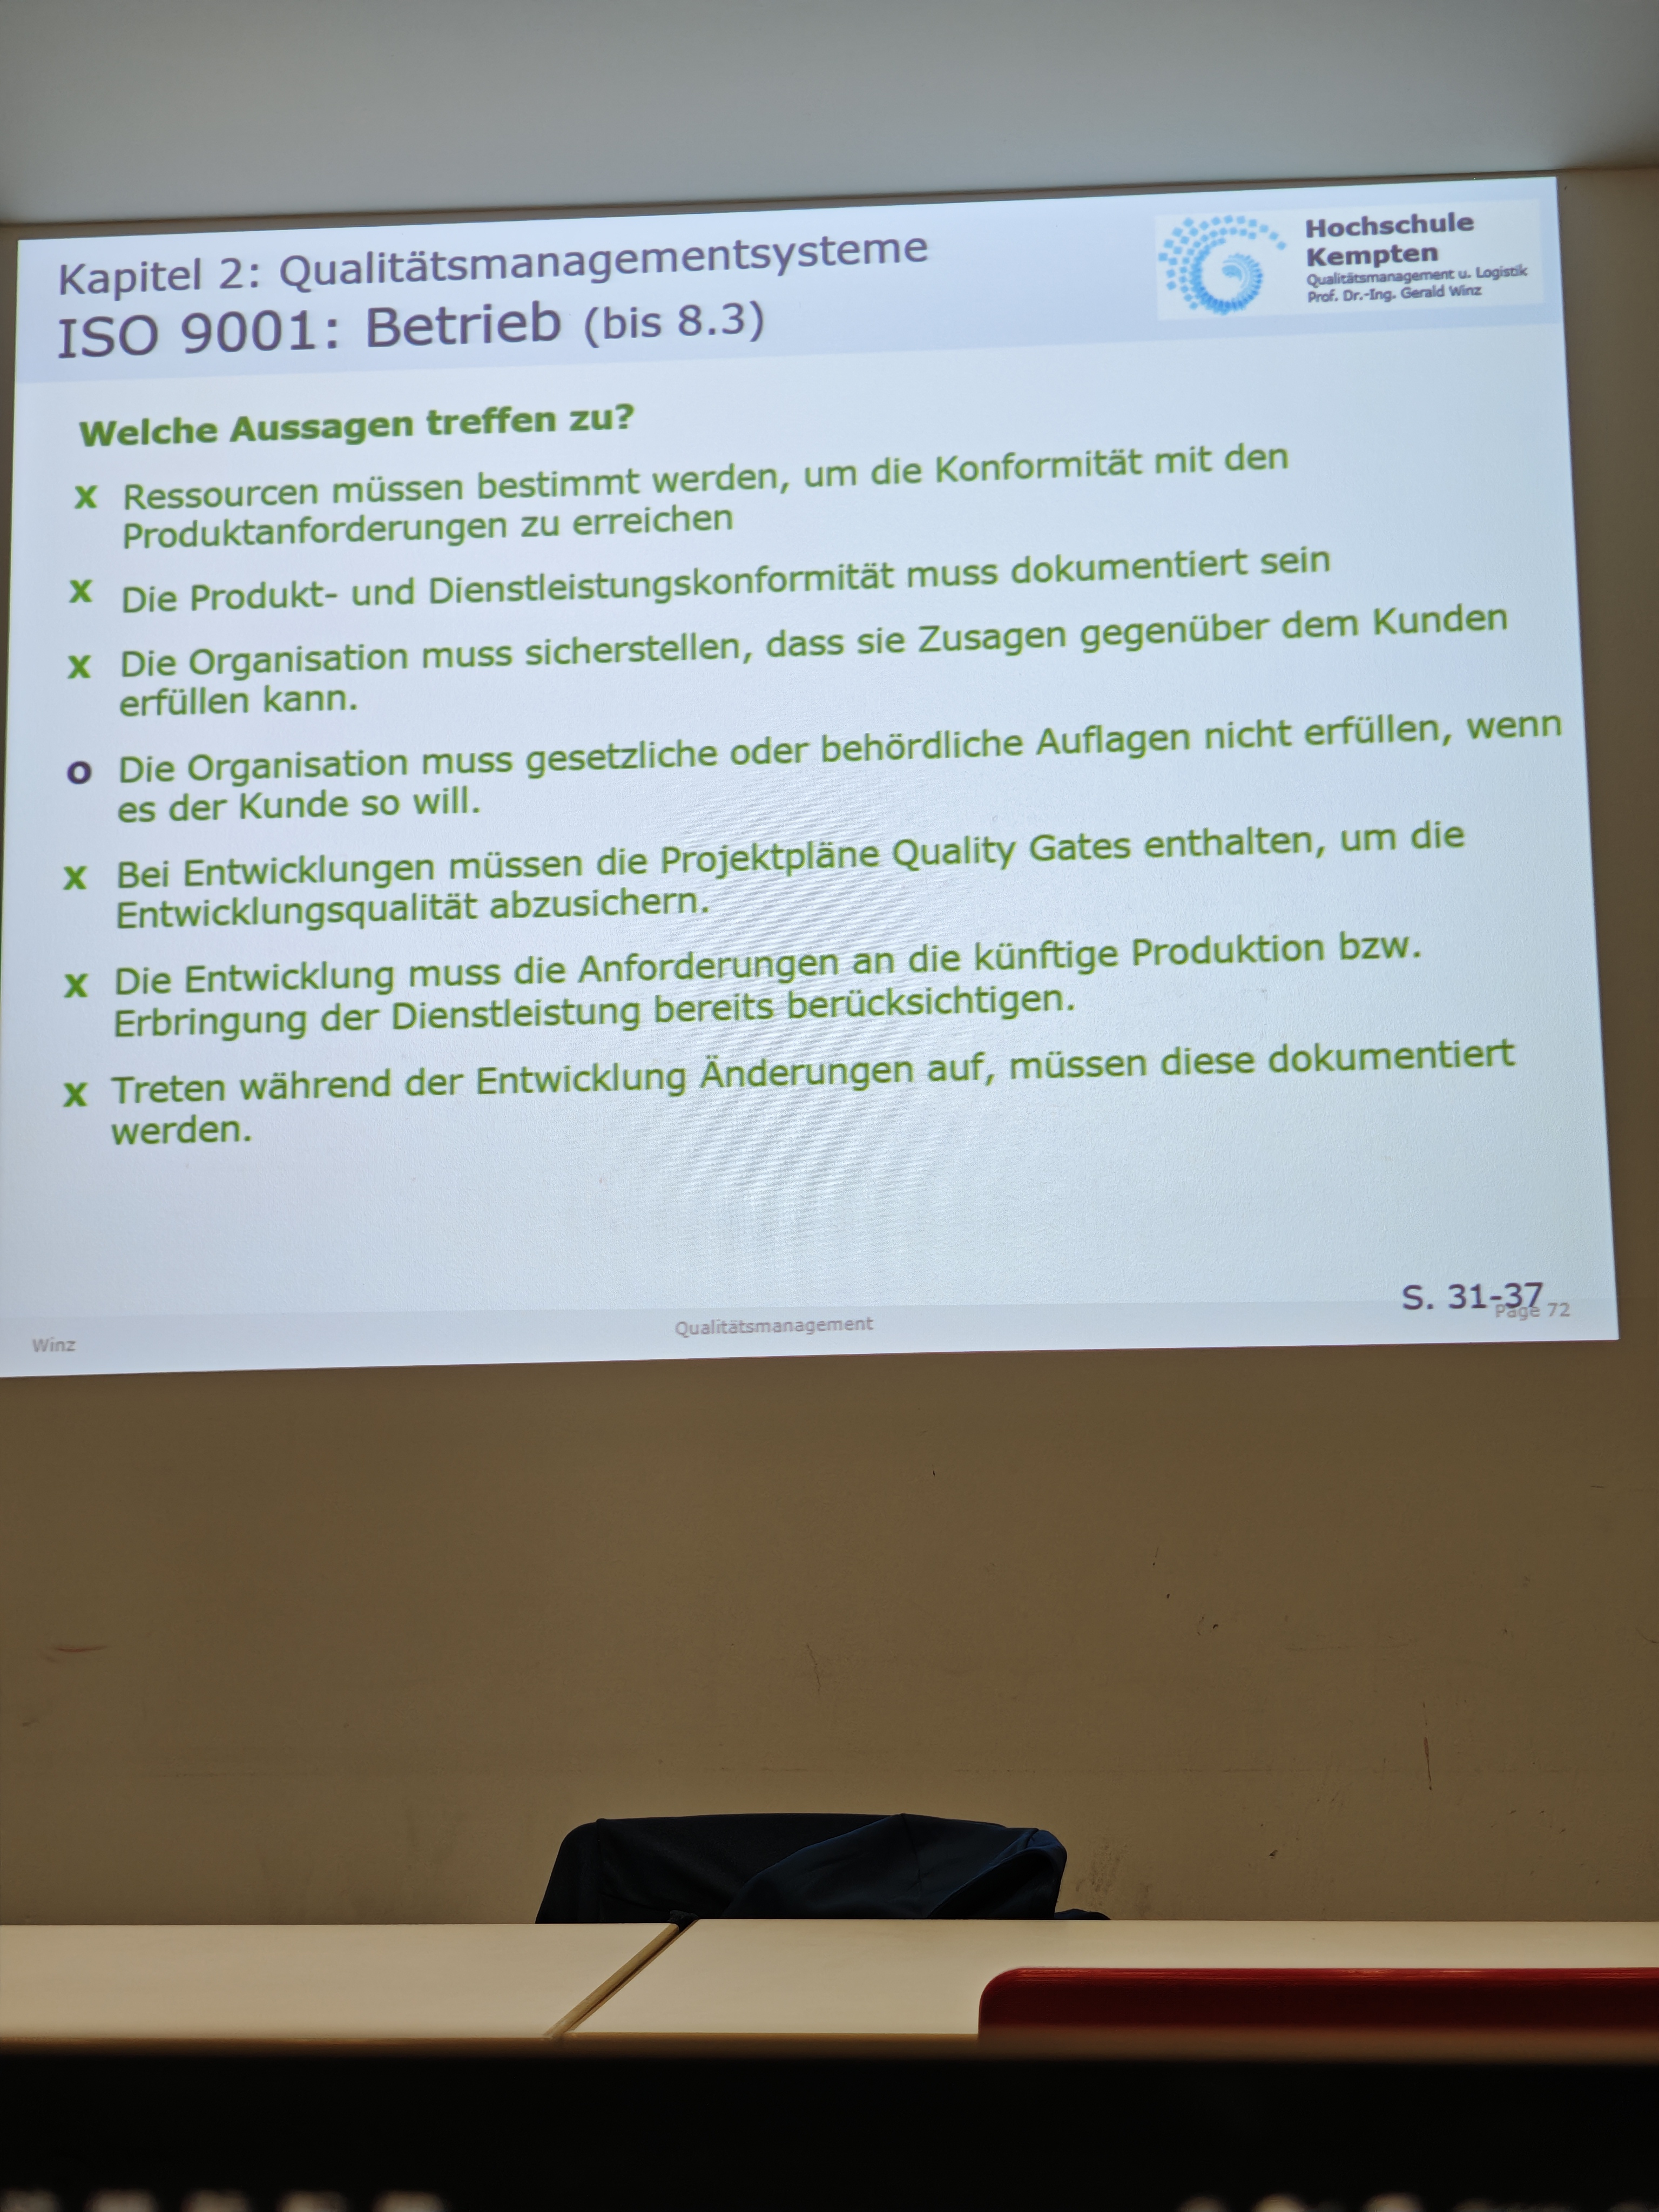 Kapitel 2: Qualitätsmanagementsysteme
ISO 9001: Betrieb (bis 8.3)
Hochschule
Kempten
Qualitätsmanagement u. Logistik
Prof. Dr.-Ing. Gerald Winz
Welche Aussagen treffen zu?
x Ressourcen müssen bestimmt werden, um die Konformität mit den
Produktanforderungen zu erreichen
x Die Produkt- und Dienstleistungskonformität muss dokumentiert sein
x Die Organisation muss sicherstellen, dass sie Zusagen gegenüber dem Kunden
erfüllen kann.
o Die Organisation muss gesetzliche oder behördliche Auflagen nicht erfüllen, wenn
es der Kunde so will.
x Bei Entwicklungen müssen die Projektpläne Quality Gates enthalten, um die
Entwicklungsqualität abzusichern.
x Die Entwicklung muss die Anforderungen an die künftige Produktion bzw.
Erbringung der Dienstleistung bereits berücksichtigen.
x Treten während der Entwicklung Änderungen auf, müssen diese dokumentiert
werden.
S. 31-37
Winz
Qualitätsmanagement
Page 72